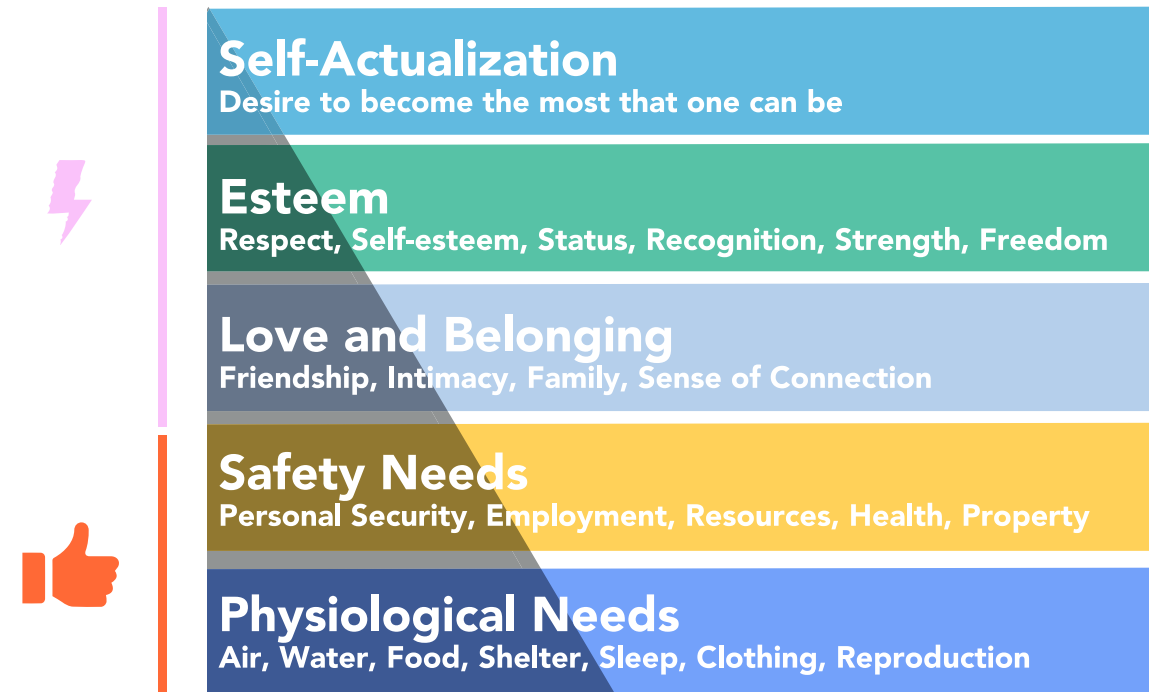 Self-Actualization
Desire to become the most that one can be
Esteem
Respect, Self-esteem, Status, Recognition, Strength, Freedom
Love and Belonging
Friendship, Intimacy, Family, Sense of Connection
Safety Needs
Personal Security, Employment, Resources, Health, Property
Physiological Needs
Air, Water, Food, Shelter, Sleep, Clothing, Reproduction